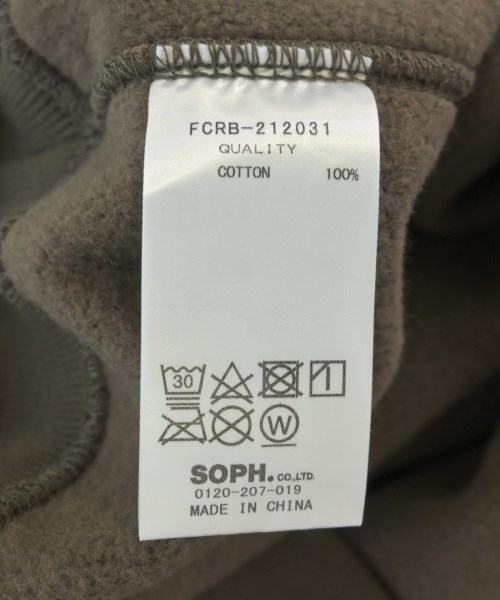 FCRB-212031
QUALITY
COTTON 100%
30
W
SOPH. CO.,LTD.
0120-207-019
MADE IN CHINA